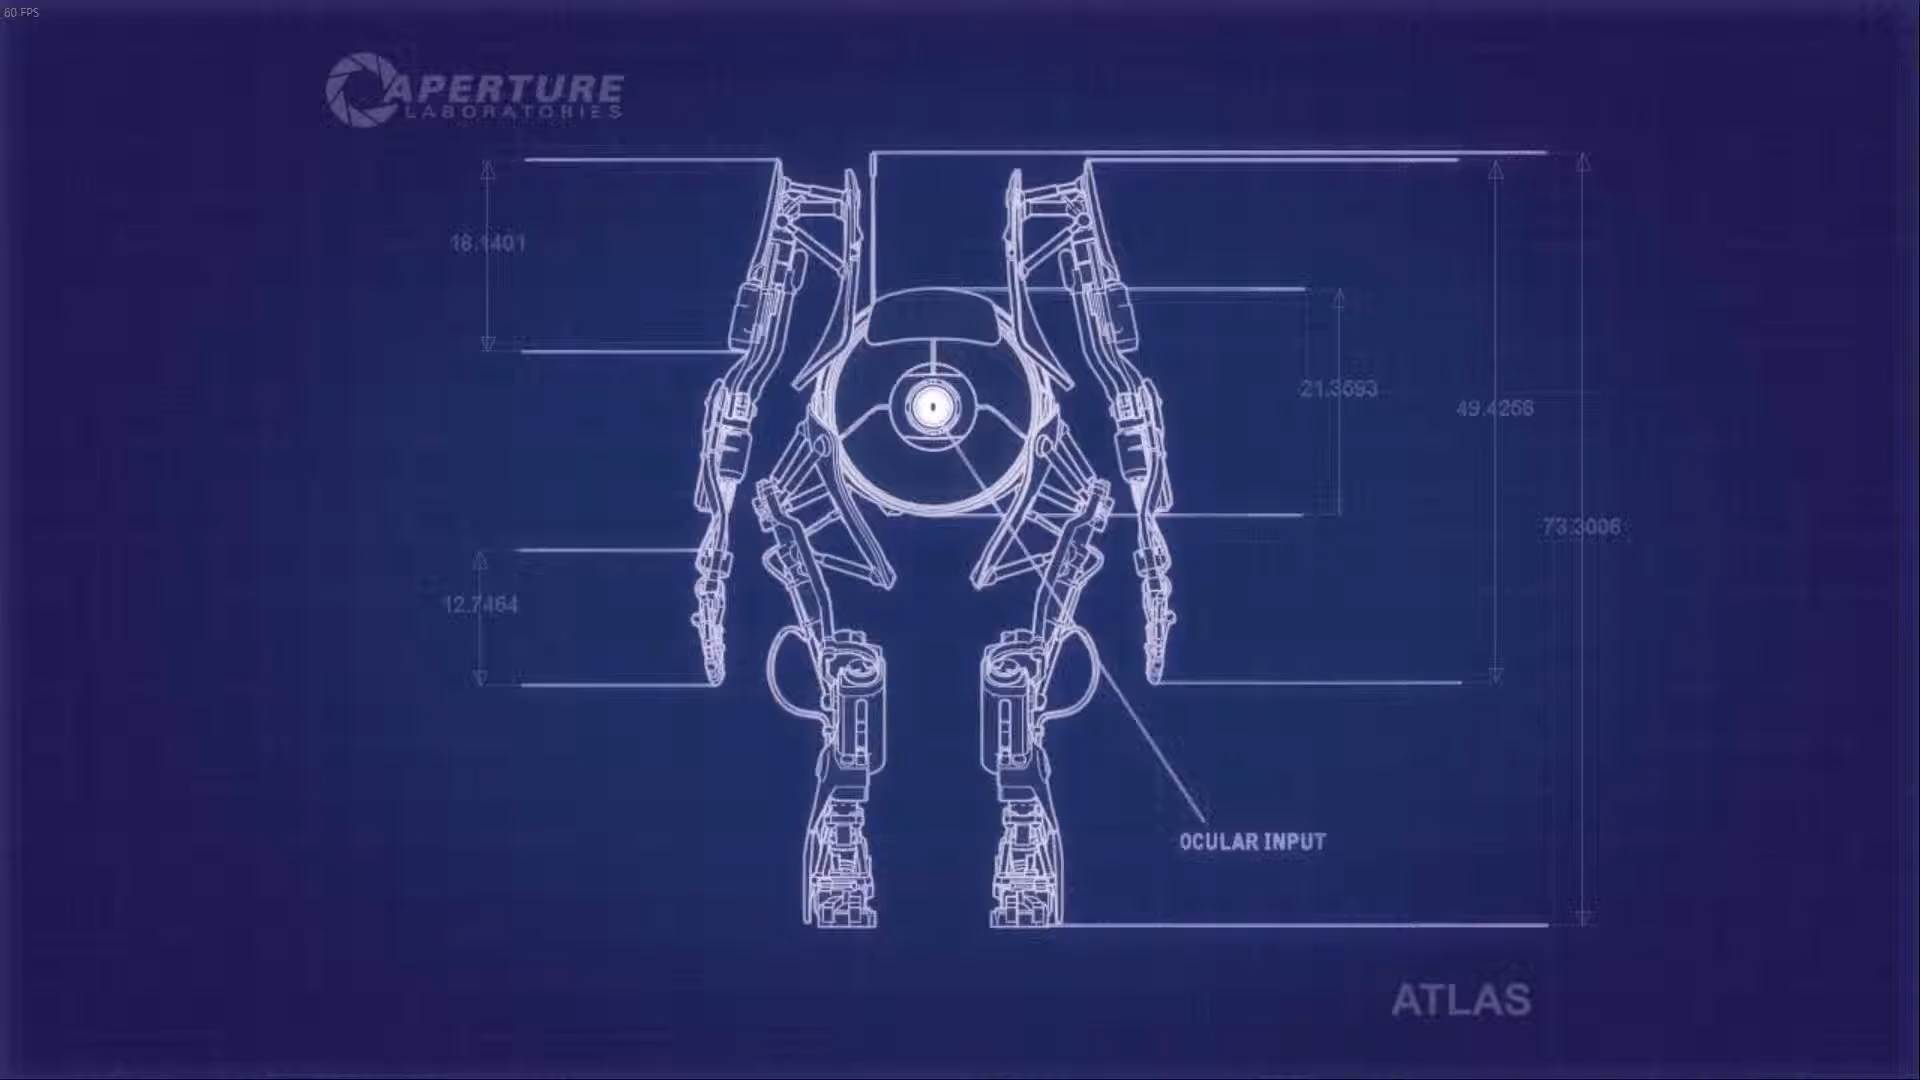 60 FPS
APERTURE
LABORATORIES
18.1401
21.3593
49.4256
73.3006
12.7464
OCULAR INPUT
ATLAS